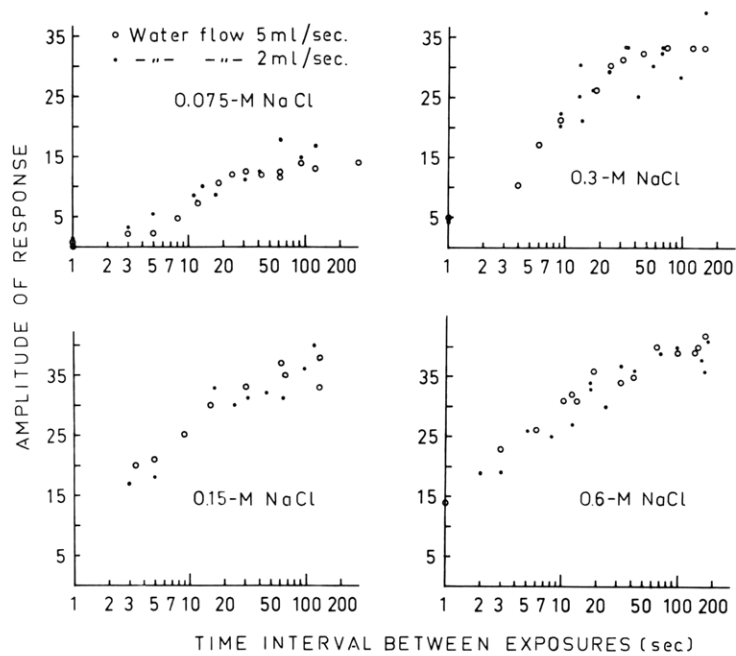 AMPLITUDE OF RESPONSE
35
25
15
5
o Water flow 5ml/sec.
• –„– –„– 2ml/sec.
0.075-M NaCl
1 2 3 5 7 10 20 50 100 200
35
25
15
5
0.3-M NaCl
1 2 3 5 7 10 20 50 100 200
35
25
15
5
0.15-M NaCl
1 2 3 5 7 10 20 50 100 200
35
25
15
5
0.6-M NaCl
1 2 3 5 7 10 20 50 100 200
TIME INTERVAL BETWEEN EXPOSURES (sec)